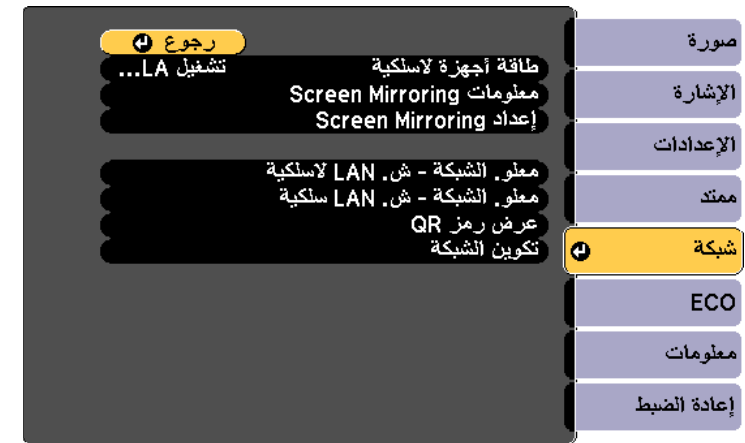 صورة
الإشارة
الإعدادات
ممتد
شبكة
ECO
معلومات
إعادة الضبط
رجوع
طاقة أجهزة لاسلكية تشغيل LA...
معلومات Screen Mirroring
إعداد Screen Mirroring
معلو. الشبكة - ش. LAN لاسلكية
معلو. الشبكة - ش. LAN سلكية
عرض رمز QR
تكوين الشبكة